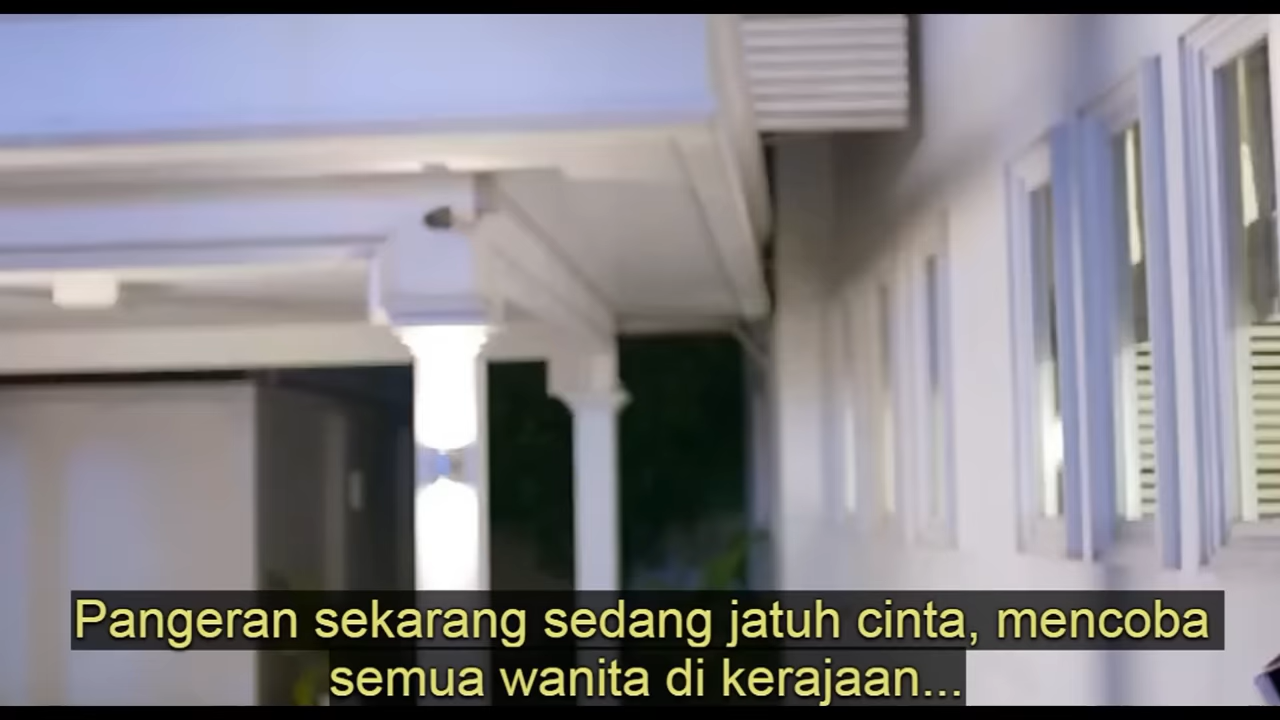 Pangeran sekarang sedang jatuh cinta, mencoba
semua wanita di kerajaan...